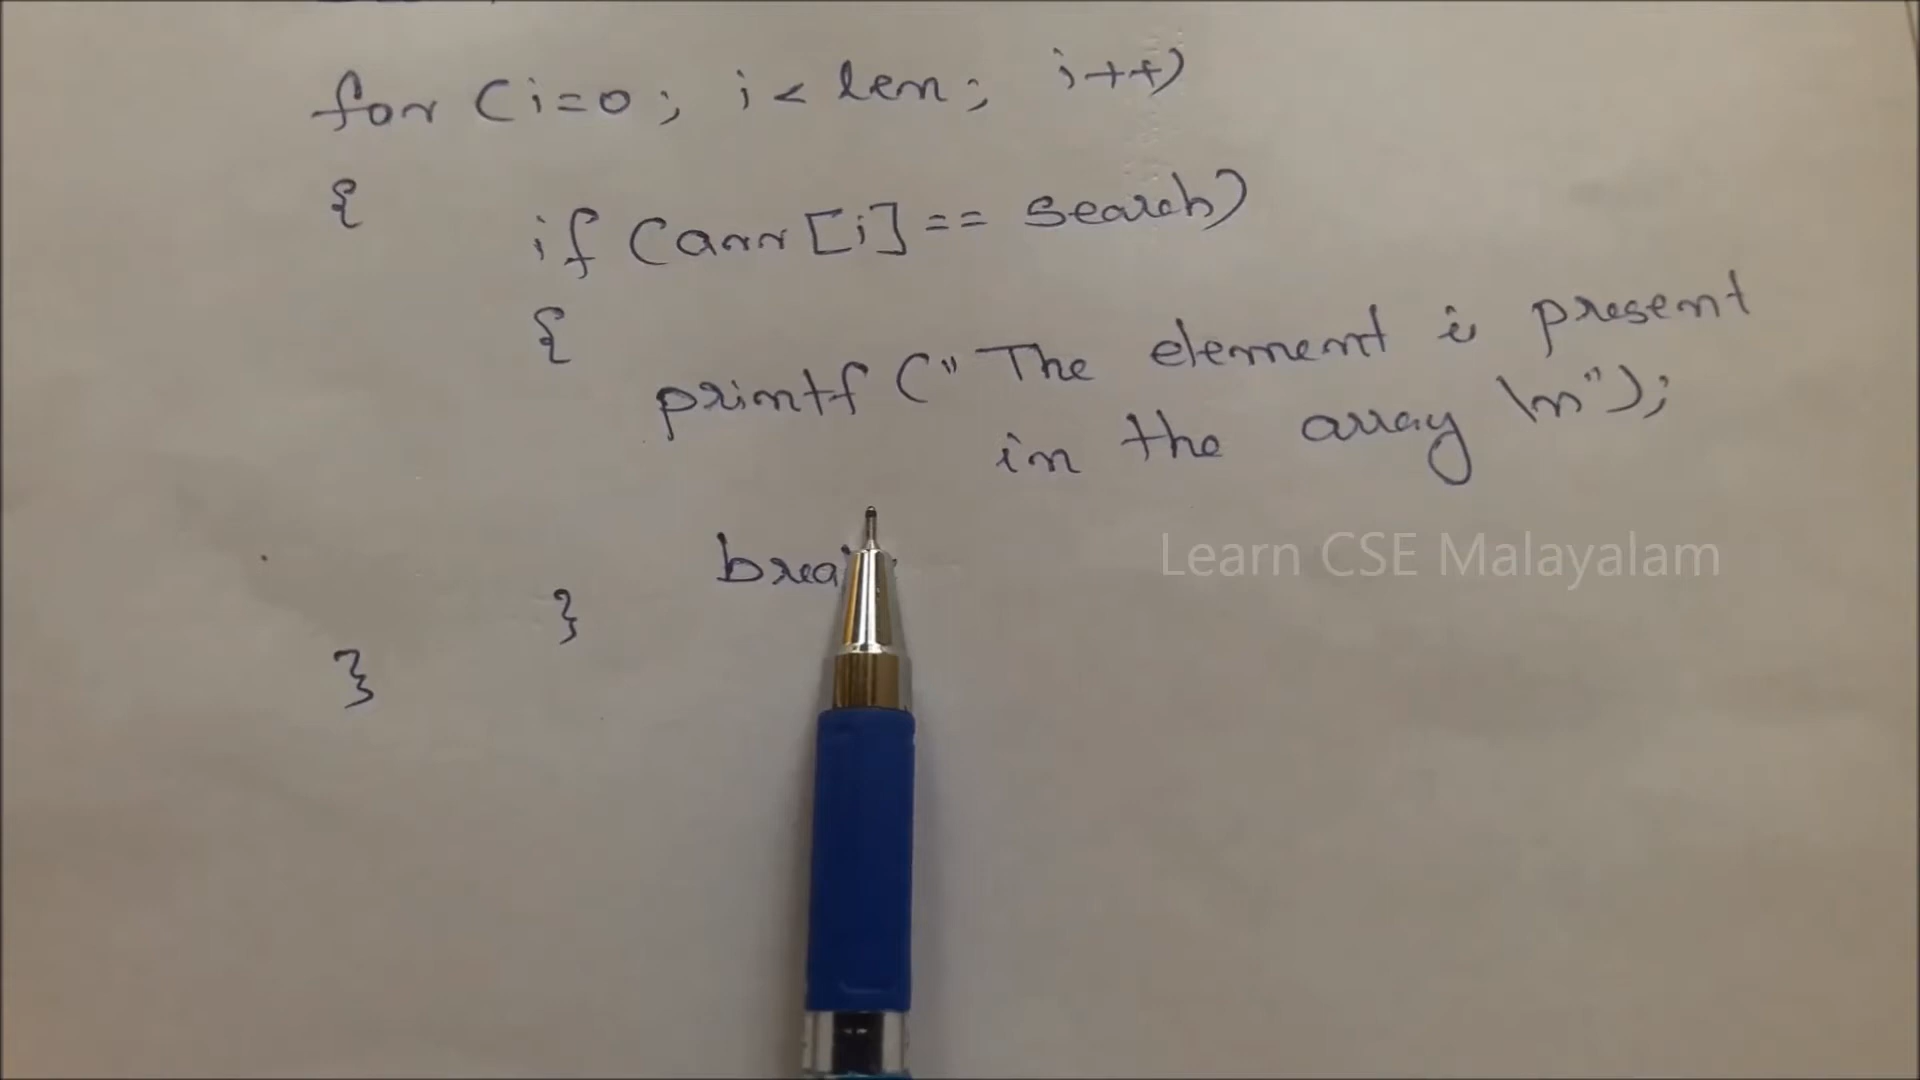 for (i=0; i< len; i++)
{
if (arr[i]== search)
{
printf ("The element is present
in the array \n");
Learn CSE Malayalam
}
}